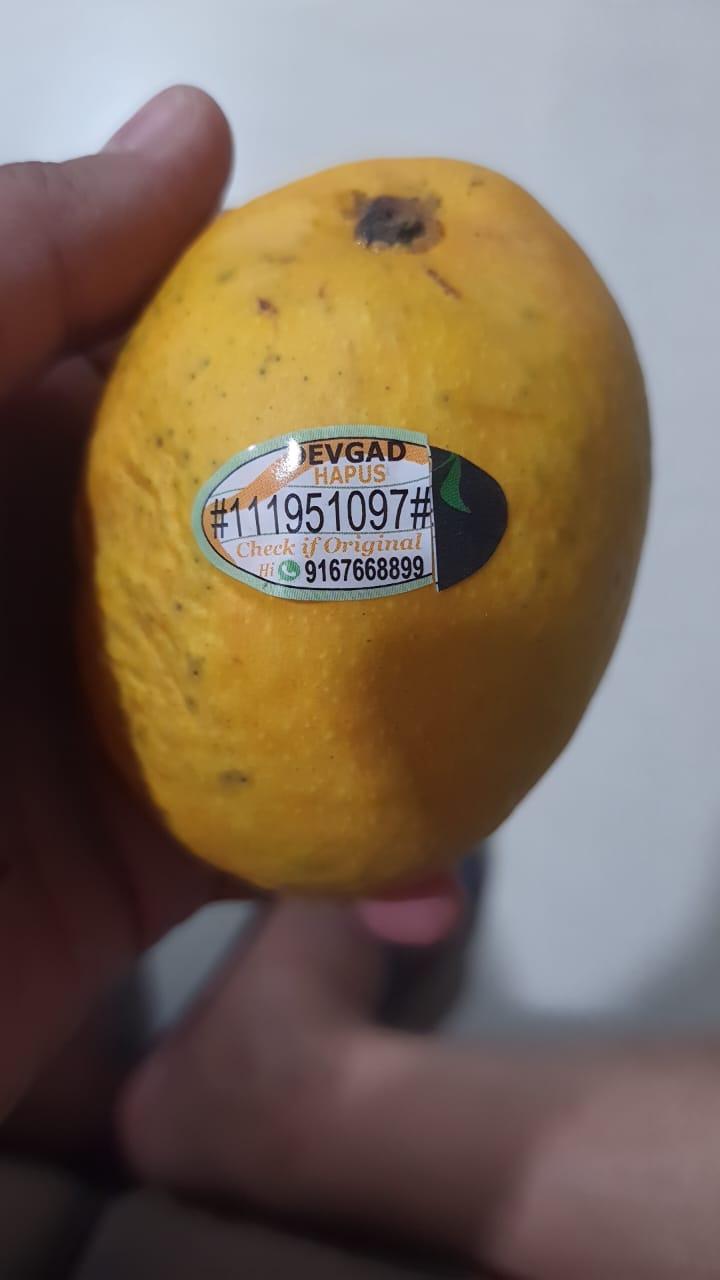 DEVGAD
HAPUS
#111951097#
Check if Original
Hi 9167668899